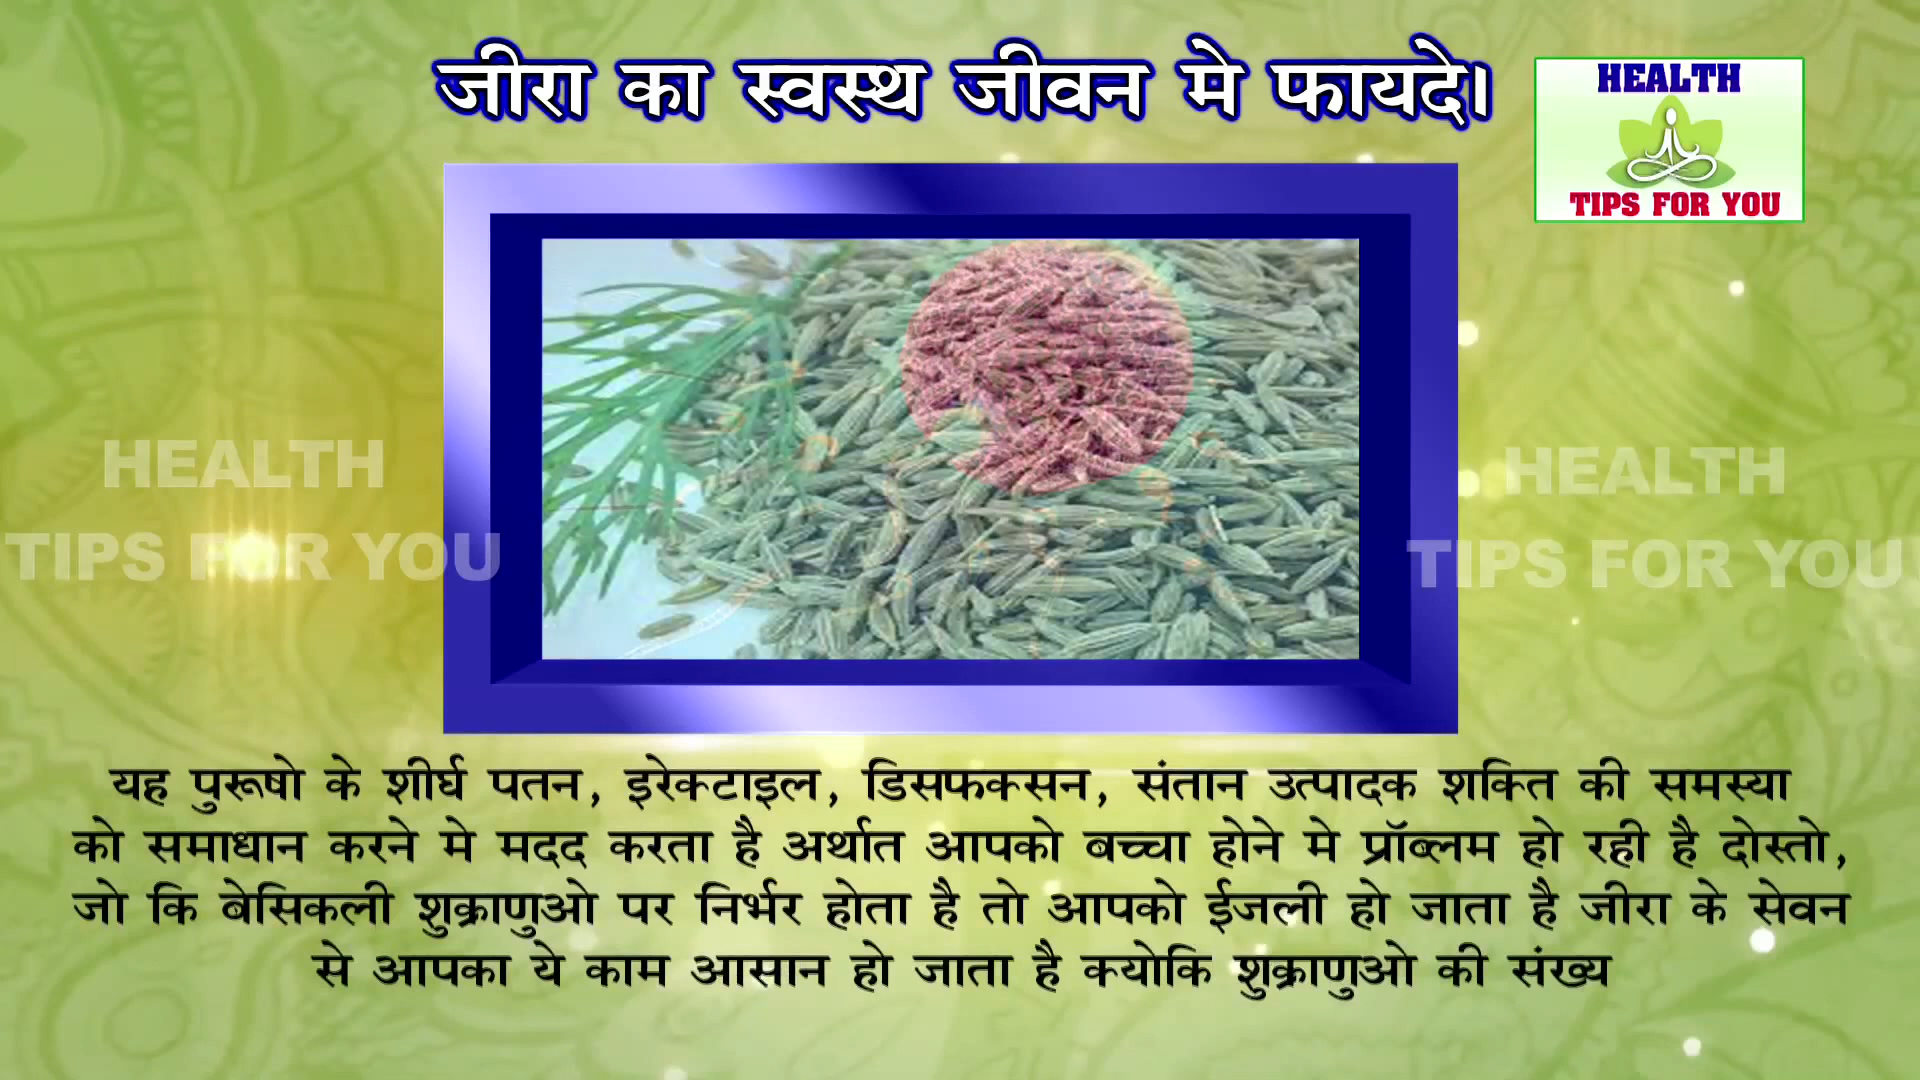 जीरा का स्वस्थ जीवन मे फायदे।
HEALTH
TIPS FOR YOU
HEALTH
TIPS FOR YOU
HEALTH
TIPS FOR YOU
यह पुरूषो के शीर्घ पतन, इरेक्टाइल, डिसफक्सन, संतान उत्पादक शक्ति की समस्या
को समाधान करने मे मदद करता है अर्थात आपको बच्चा होने मे प्रॉब्लम हो रही है दोस्तो,
जो कि बेसिकली शुक्राणुओ पर निर्भर होता है तो आपको ईजली हो जाता है जीरा के सेवन
से आपका ये काम आसान हो जाता है क्योकि शुक्राणुओ की संख्य